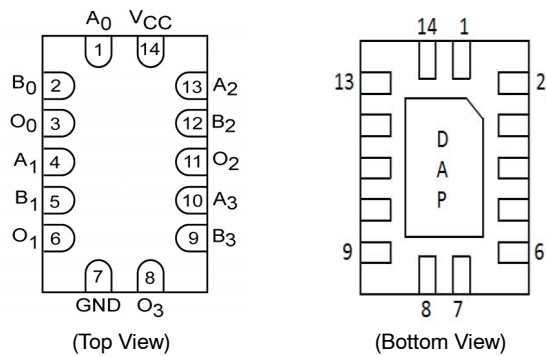 A0 VCC
1 14
B0 2 13 A2
O0 3 12 B2
A1 4 11 O2
B1 5 10 A3
O1 6 9 B3
7 8
GND O3
(Top View)
14 1
13 2
D
A
P
9 6
8 7
(Bottom View)